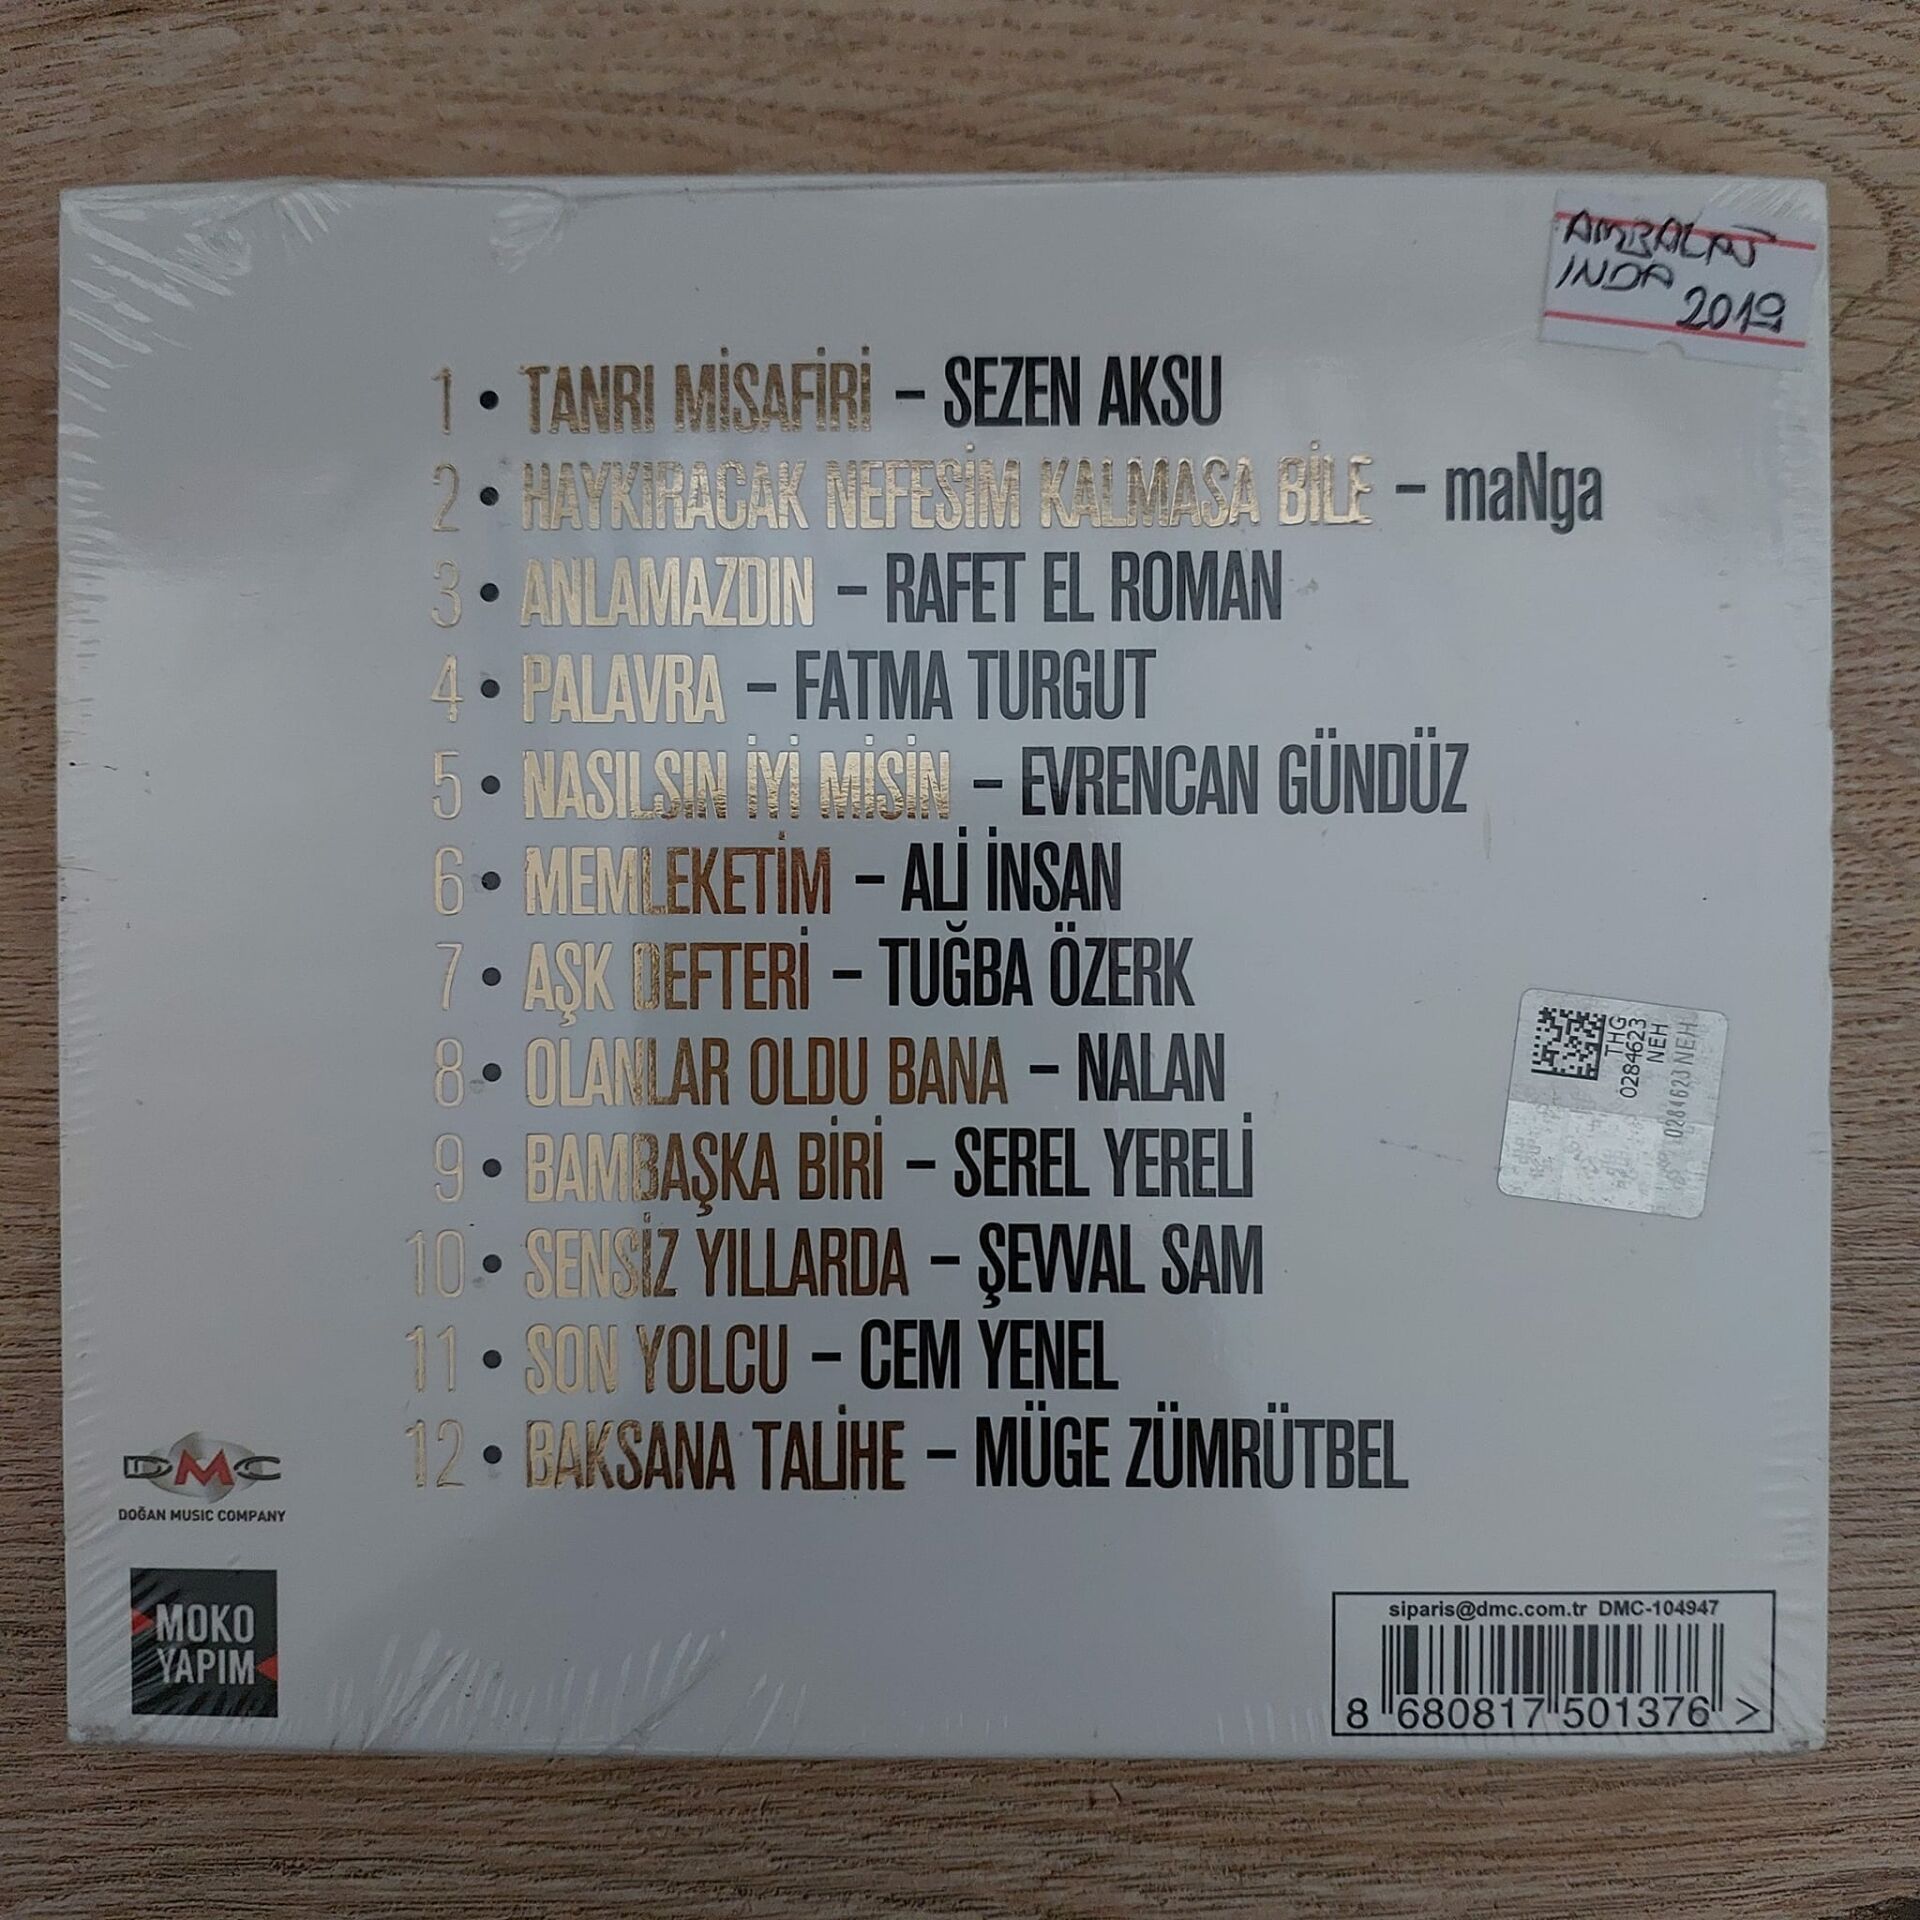 AMBALAJ
INDA 2019
1 • TANRI MİSAFİRİ – SEZEN AKSU
2 • HAYKIRACAK NEFESİM KALMASA BİLE – maNga
3 • ANLAMAZDIN – RAFET EL ROMAN
4 • PALAVRA – FATMA TURGUT
5 • NASILSIN İYİ MİSİN – EVRENCAN GÜNDÜZ
6 • MEMLEKETİM – ALİ İNSAN
7 • AŞK DEFTERİ – TUĞBA ÖZERK
8 • OLANLAR OLDU BANA – NALAN
9 • BAMBAŞKA BİRİ – SEREL YERELİ
10 • SENSİZ YILLARDA – ŞEVVAL SAM
11 • SON YOLCU – CEM YENEL
12 • BAKSANA TALİHE – MÜGE ZÜMRÜTBEL
THG
0284623
NEH
0284623 NEH
DMC
DOĞAN MUSIC COMPANY
MOKO
YAPIM
siparis@dmc.com.tr DMC-104947
8 680817 501376 >